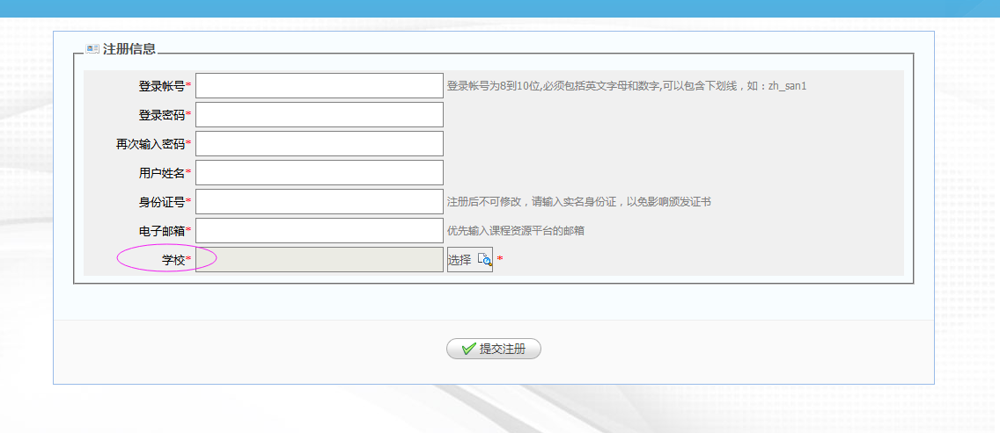 注册信息
登录帐号* 登录帐号为8到10位,必须包括英文字母和数字,可以包含下划线，如：zh_san1
登录密码*
再次输入密码*
用户姓名*
身份证号* 注册后不可修改，请输入实名身份证，以免影响颁发证书
电子邮箱* 优先输入课程资源平台的邮箱
学校* 选择 *
提交注册